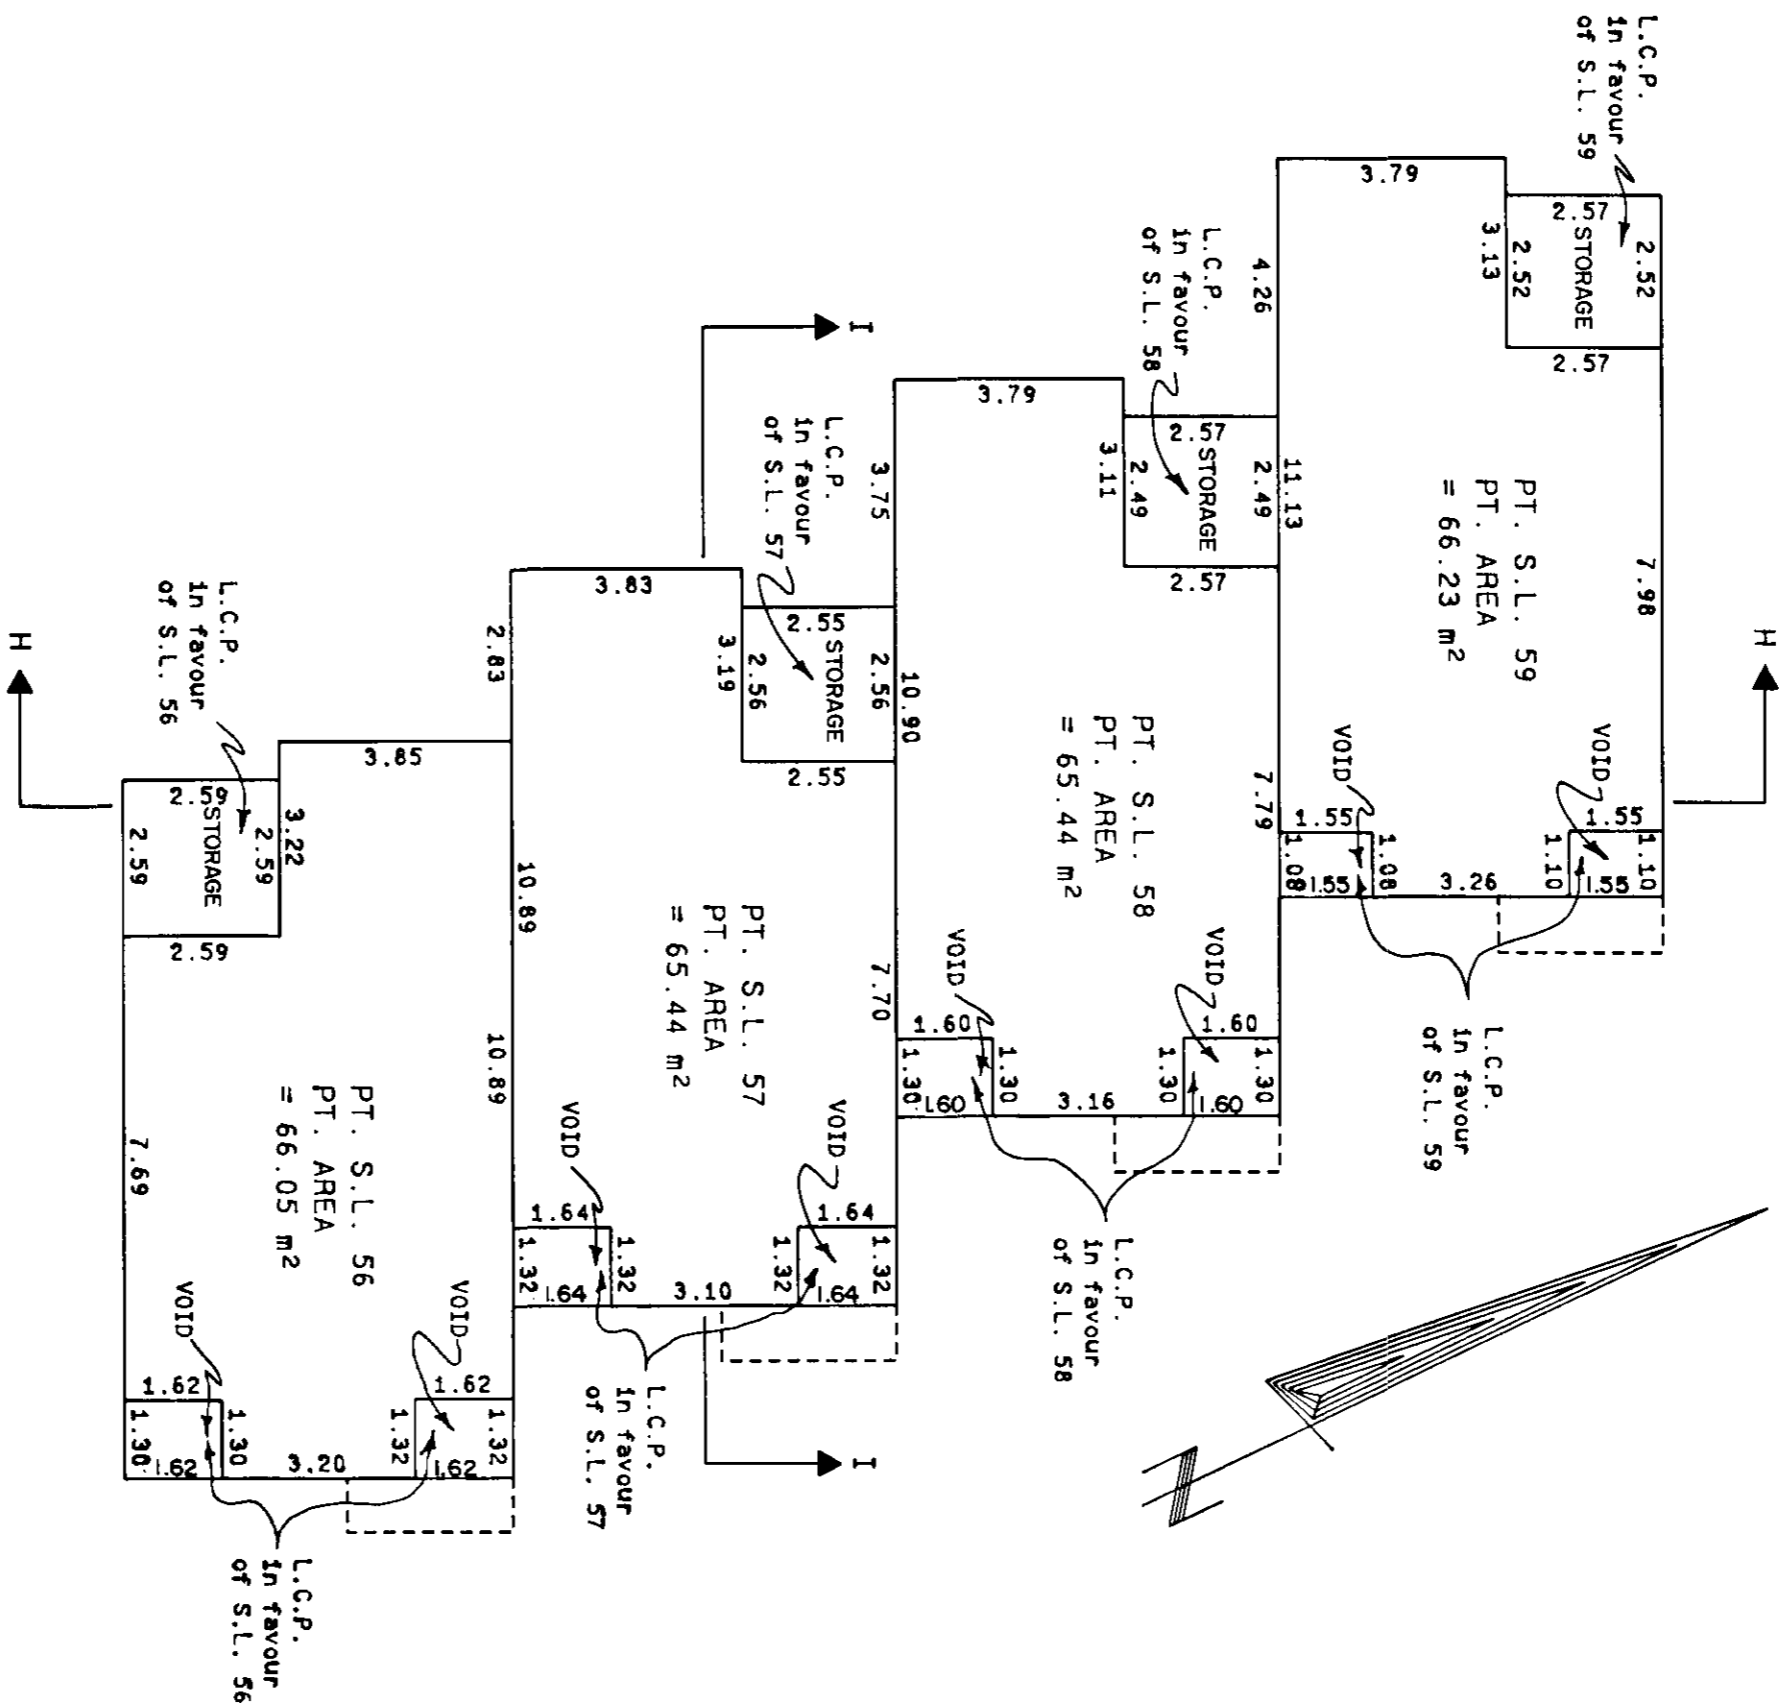 L.C.P.
in favour
of S.L. 59
3.79
2.57
STORAGE
2.52
2.52
3.13
2.57
4.26
11.13
7.98
PT. S.L. 59
PT. AREA
= 66.23 m2
H
VOID
VOID
7.79
1.55
1.08
1.08
1.55
3.26
1.55
1.10
1.10
1.55
L.C.P.
in favour
of S.L. 59
L.C.P.
in favour
of S.L. 58
3.79
2.57
STORAGE
2.49
2.49
3.11
2.57
3.75
10.90
PT. S.L. 58
PT. AREA
= 65.44 m2
VOID
VOID
7.70
1.60
1.30
1.30
1.60
3.16
1.60
1.30
1.30
1.60
L.C.P.
in favour
of S.L. 58
I
L.C.P.
in favour
of S.L. 57
3.83
2.55
STORAGE
2.56
2.56
3.19
2.55
2.83
10.89
PT. S.L. 57
PT. AREA
= 65.44 m2
VOID
VOID
10.89
1.64
1.32
1.32
1.64
3.10
1.64
1.32
1.32
1.64
L.C.P.
in favour
of S.L. 57
I
L.C.P.
in favour
of S.L. 56
H
3.85
2.59
STORAGE
2.59
2.59
3.22
2.59
7.69
PT. S.L. 56
PT. AREA
= 66.05 m2
VOID
VOID
1.62
1.30
1.30
1.62
3.20
1.62
1.32
1.32
1.62
L.C.P.
in favour
of S.L. 56
N